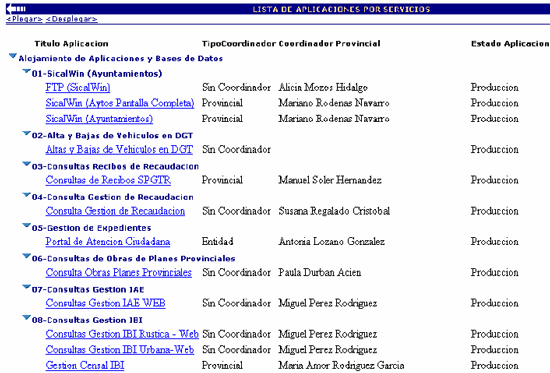 LISTA DE APLICACIONES POR SERVICIOS
<Plegar> <Desplegar>
Titulo Aplicacion TipoCoordinador Coordinador Provincial Estado Aplicacion
Alojamiento de Aplicaciones y Bases de Datos
01-SicalWin (Ayuntamientos)
FTP (SicalWin) Sin Coordinador Alicia Mozos Hidalgo Produccion
SicalWin (Aytos Pantalla Completa) Provincial Mariano Rodenas Navarro Produccion
SicalWin (Ayuntamientos) Provincial Mariano Rodenas Navarro Produccion
02-Alta y Bajas de Vehiculos en DGT
Altas y Bajas de Vehiculos en DGT Sin Coordinador Produccion
03-Consultas Recibos de Recaudacion
Consultas de Recibos SPGTR Provincial Manuel Soler Hernandez Produccion
04-Consulta Gestion de Recaudacion
Consulta Gestion de Recaudacion Sin Coordinador Susana Regalado Cristobal Produccion
05-Gestion de Expedientes
Portal de Atencion Ciudadana Entidad Antonia Lozano Gonzalez Produccion
06-Consultas de Obras de Planes Provinciales
Consulta Obras Planes Provinciales Sin Coordinador Paula Durban Acien Produccion
07-Consultas Gestion IAE
Consultas Gestion IAE WEB Sin Coordinador Miguel Perez Rodriguez Produccion
08-Consultas Gestion IBI
Consultas Gestion IBI Rustica - Web Sin Coordinador Miguel Perez Rodriguez Produccion
Consultas Gestion IBI Urbana-Web Sin Coordinador Miguel Perez Rodriguez Produccion
Gestion Censal IBI Provincial Maria Amor Rodriguez Garcia Produccion